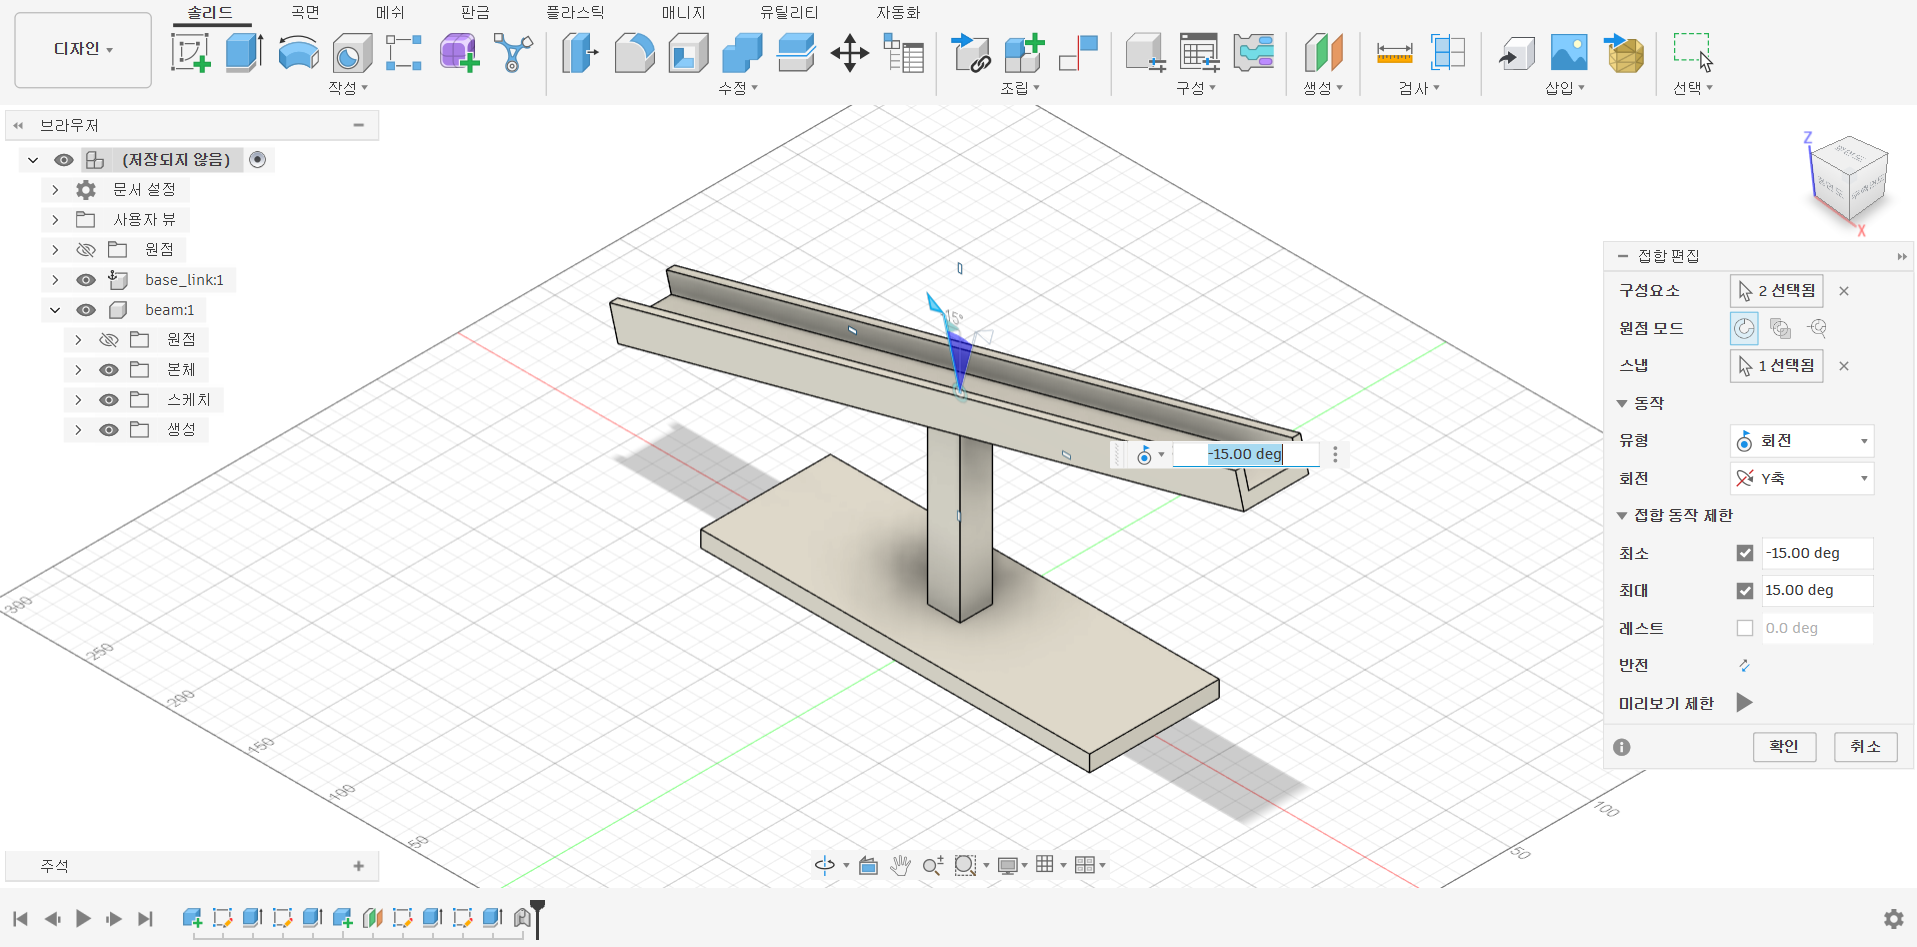 솔리드 곡면 메쉬 판금 플라스틱 매니지 유틸리티 자동화
디자인
작성 수정 조립 구성 생성 검사 삽입 선택
브라우저
(저장되지 않음)
문서 설정
사용자 뷰
원점
base_link:1
beam:1
원점
본체
스케치
생성
Z
X
15°
-15.00 deg
접합 편집
구성요소 2 선택됨
원점 모드
스냅 1 선택됨
동작
유형 회전
회전 Y축
접합 동작 제한
최소 -15.00 deg
최대 15.00 deg
레스트 0.0 deg
반전
미리보기 제한
확인 취소
300
250
200
150
100
50
100
50
주석